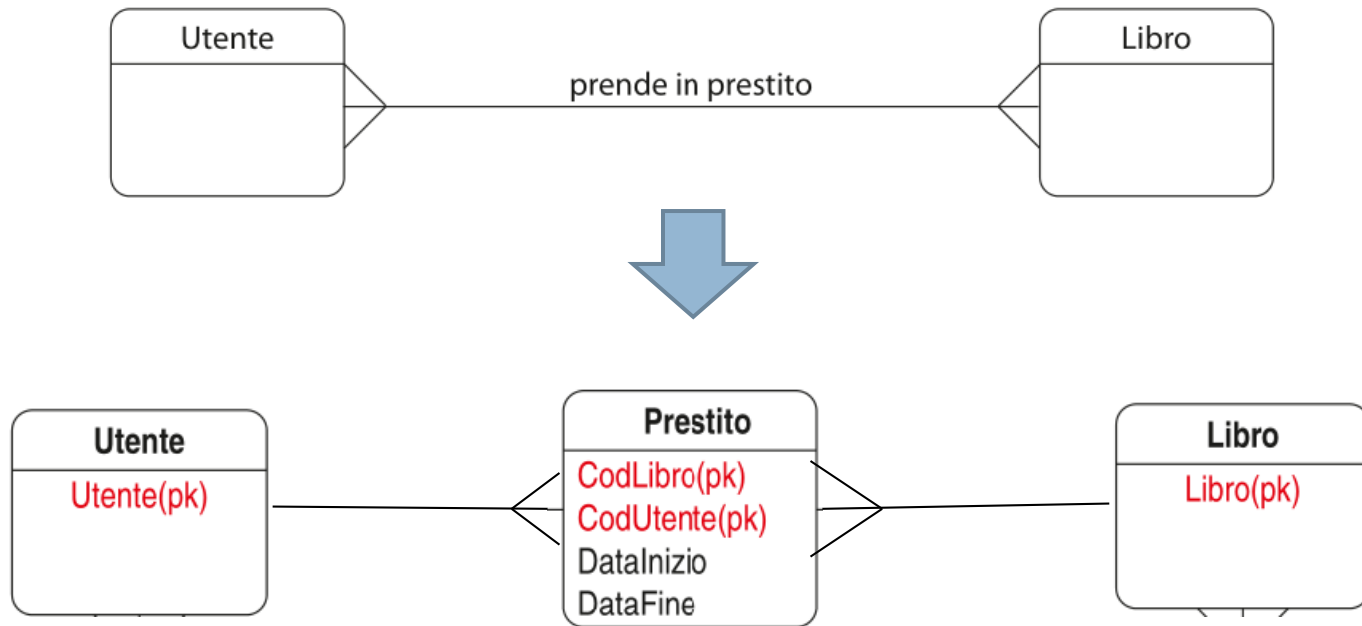 Utente
Libro
prende in prestito
Utente
Utente(pk)
Prestito
CodLibro(pk)
CodUtente(pk)
DataInizio
DataFine
Libro
Libro(pk)